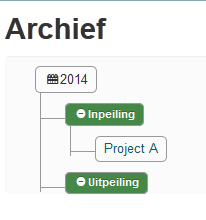 Archief
2014
Inpeiling
Project A
Uitpeiling